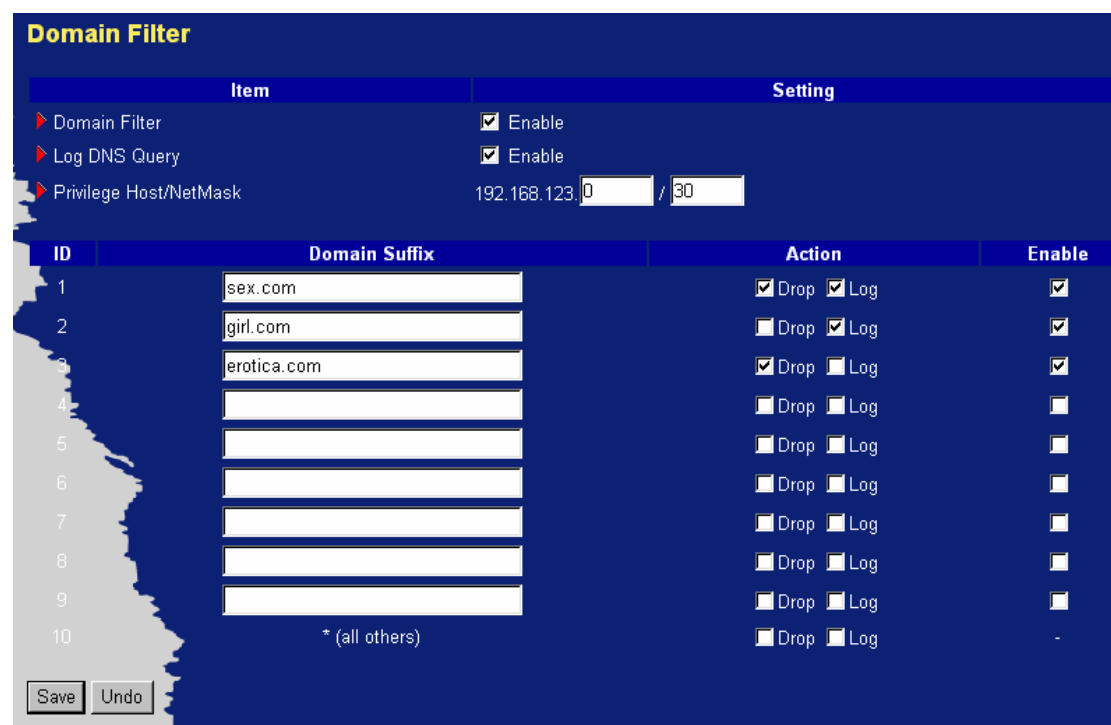 Domain Filter
Item Setting
Domain Filter Enable
Log DNS Query Enable
Privilege Host/NetMask 192.168.123. 0 / 30
ID Domain Suffix Action Enable
1 sex.com Drop Log
2 girl.com Drop Log
3 erotica.com Drop Log
4 Drop Log
5 Drop Log
6 Drop Log
7 Drop Log
8 Drop Log
9 Drop Log
10 * (all others) Drop Log -
Save Undo